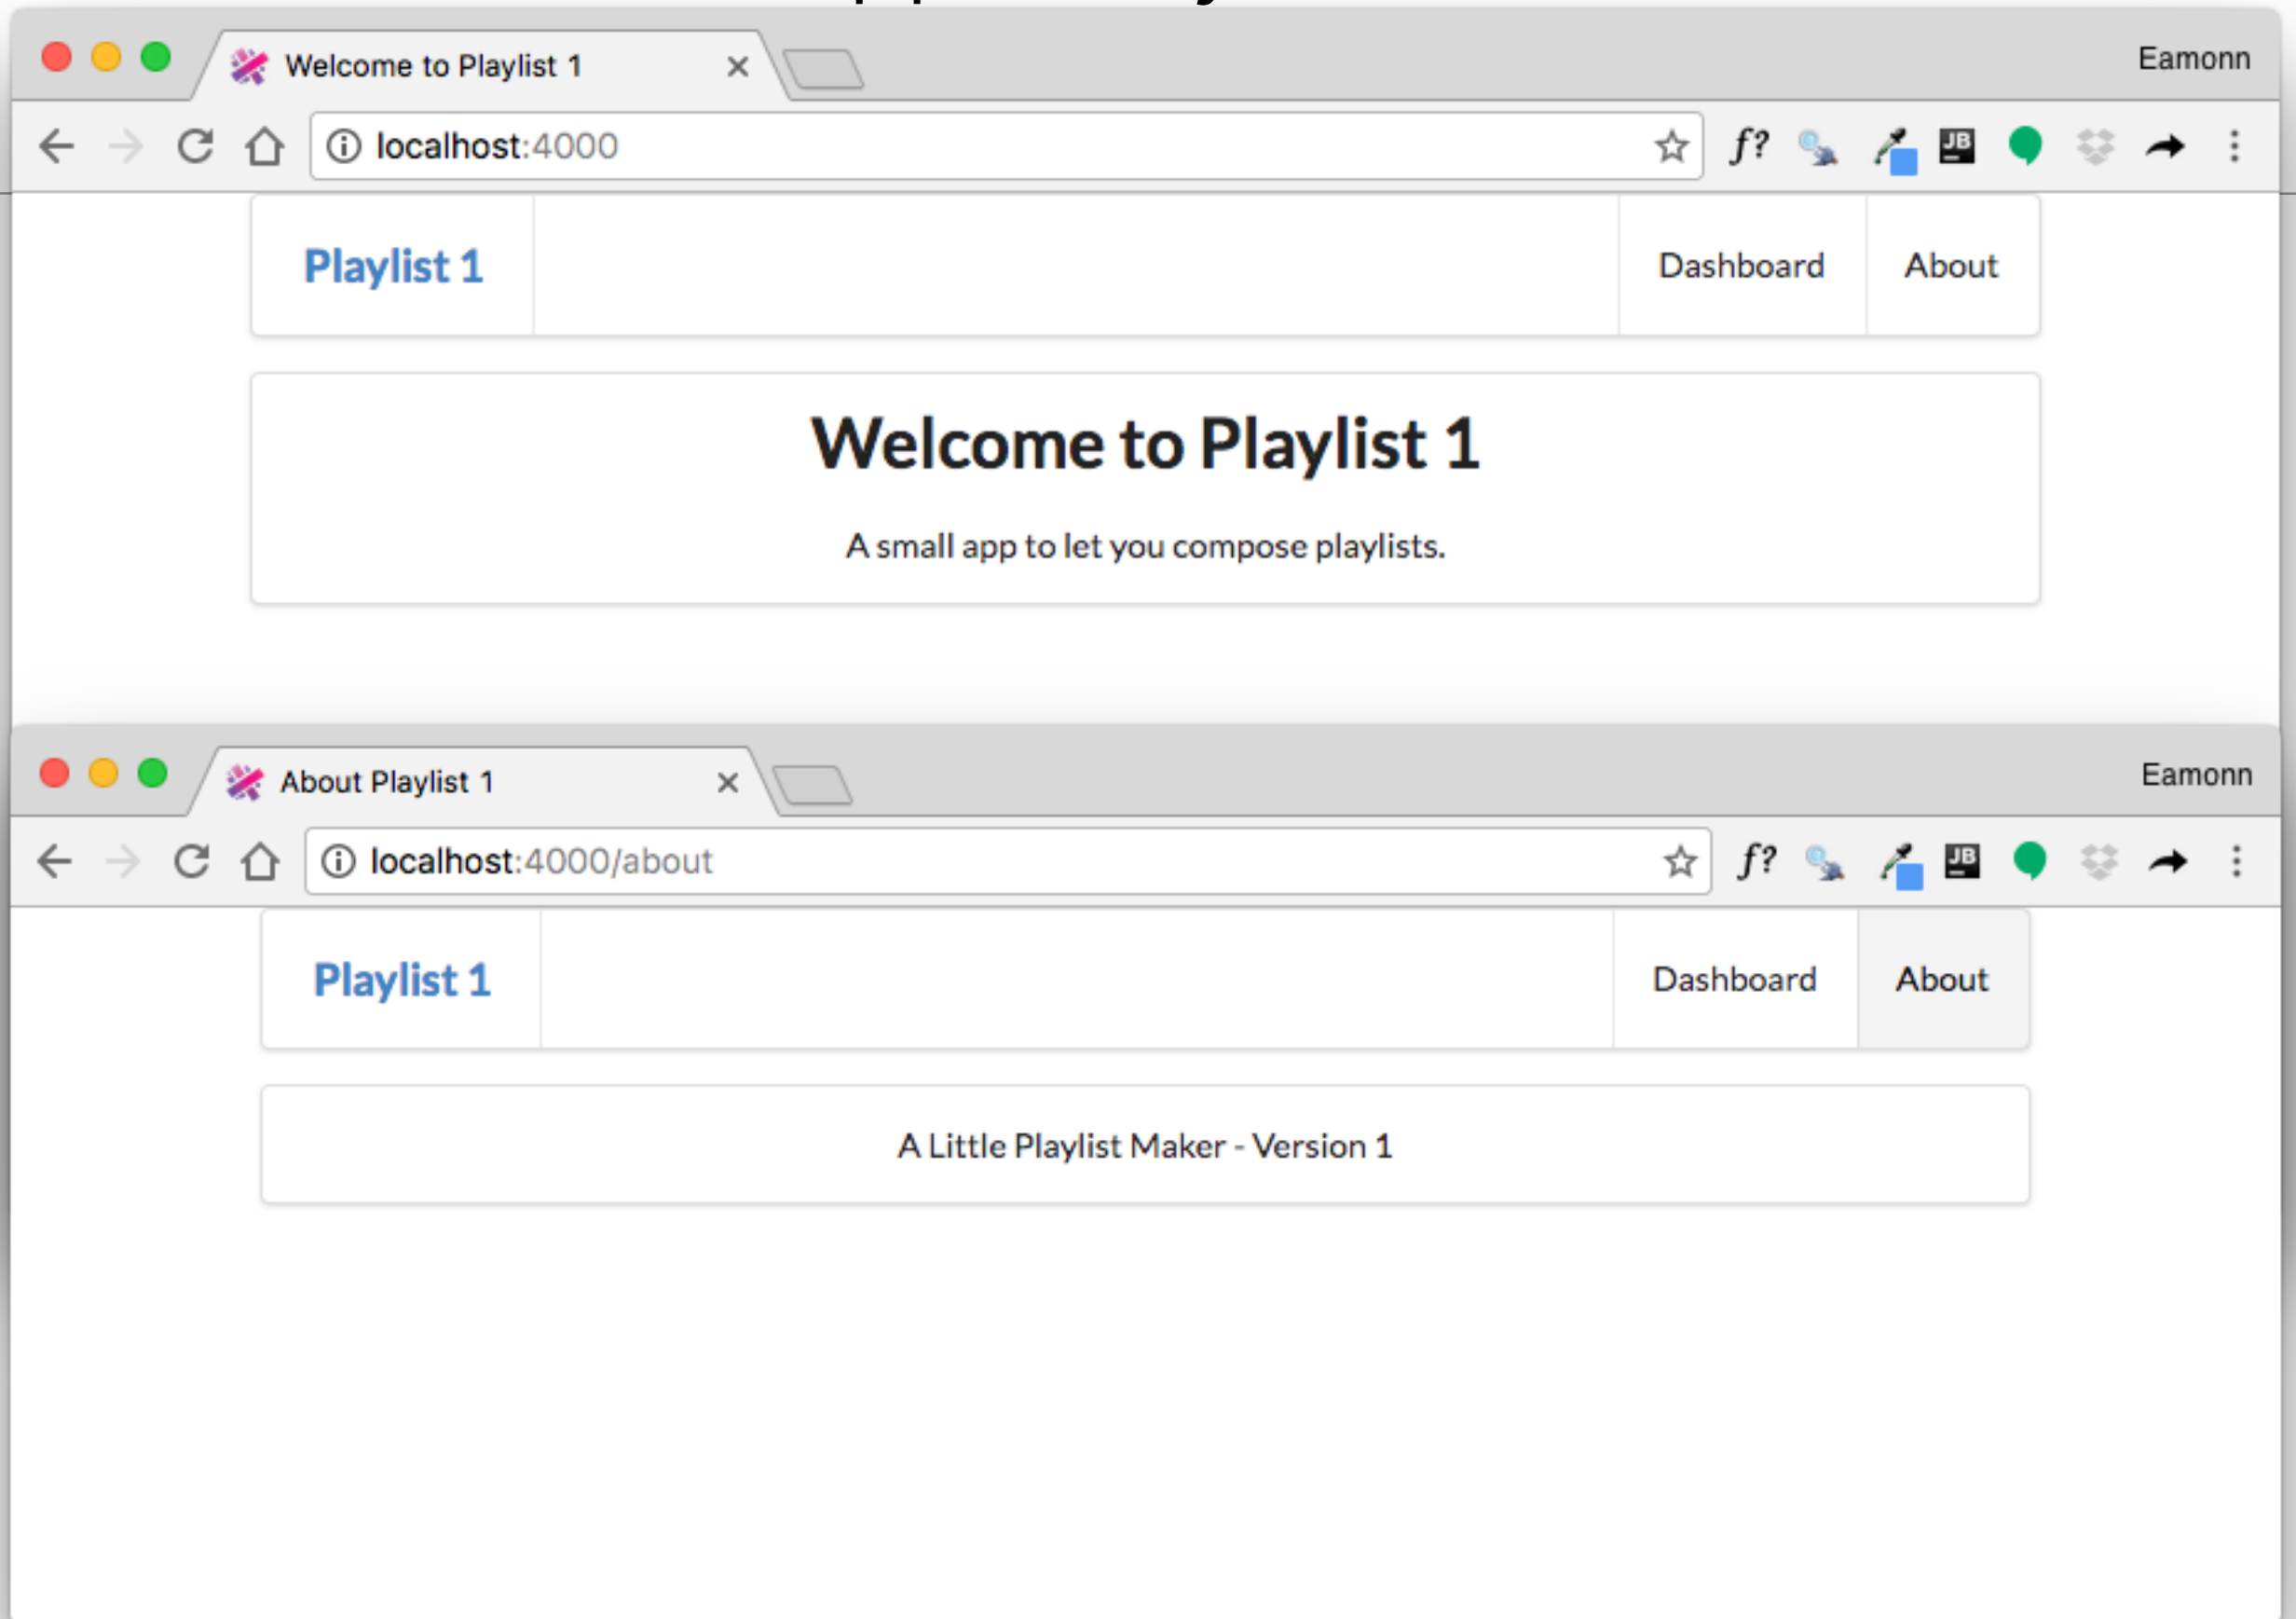 Welcome to Playlist 1
Eamonn
localhost:4000
f?
JB
Playlist 1
Dashboard
About
Welcome to Playlist 1
A small app to let you compose playlists.
About Playlist 1
Eamonn
localhost:4000/about
f?
JB
Playlist 1
Dashboard
About
A Little Playlist Maker - Version 1